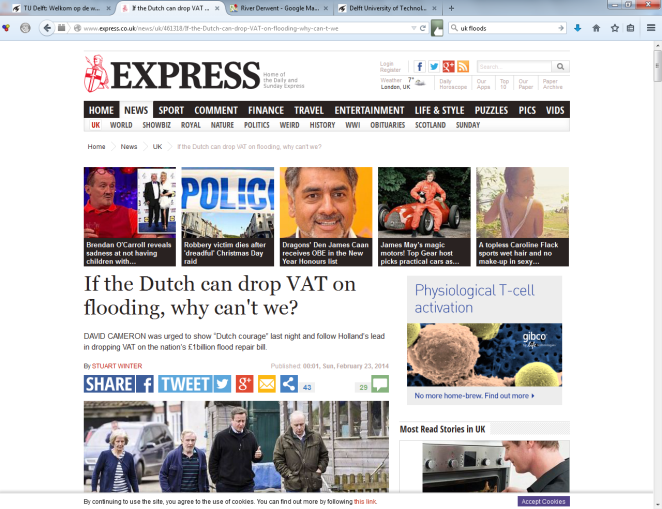 TU Delft: Welkom op de w...
If the Dutch can drop VAT ...
River Derwent - Google Ma...
Delft University of Technol...
www.express.co.uk/news/uk/461318/If-the-Dutch-can-drop-VAT-on-flooding-why-can-t-we
uk floods
EXPRESS
Home of
the Daily and
Sunday Express
Login
Register
Search...
Weather 7°
London, UK
Daily
Horoscope
Our
Apps
Top
10
Our
Paper
Paper
Archive
HOME NEWS SPORT COMMENT FINANCE TRAVEL ENTERTAINMENT LIFE & STYLE PUZZLES PICS VIDS
UK WORLD SHOWBIZ ROYAL NATURE POLITICS WEIRD HISTORY WWI OBITUARIES SCOTLAND SUNDAY
Home News UK If the Dutch can drop VAT on flooding, why can't we?
POLICE
Brendan O'Carroll reveals
sadness at not having
children with...
Robbery victim dies after
'dreadful' Christmas Day
raid
Dragons' Den James Caan
receives OBE in the New
Year Honours list
James May's magic
motors! Top Gear host
picks practical cars as...
A topless Caroline Flack
sports wet hair and no
make-up in sexy...
If the Dutch can drop VAT on
flooding, why can't we?
DAVID CAMERON was urged to show "Dutch courage" last night and follow Holland's lead
in dropping VAT on the nation's £1billion flood repair bill.
By STUART WINTER
Published: 00:01, Sun, February 23, 2014
SHARE
TWEET
43
29
Physiological T-cell
activation
gibco
by life technologies
No more home-brew. Find out more
Most Read Stories in UK
By continuing to use the site, you agree to the use of cookies. You can find out more by following this link.
Accept Cookies